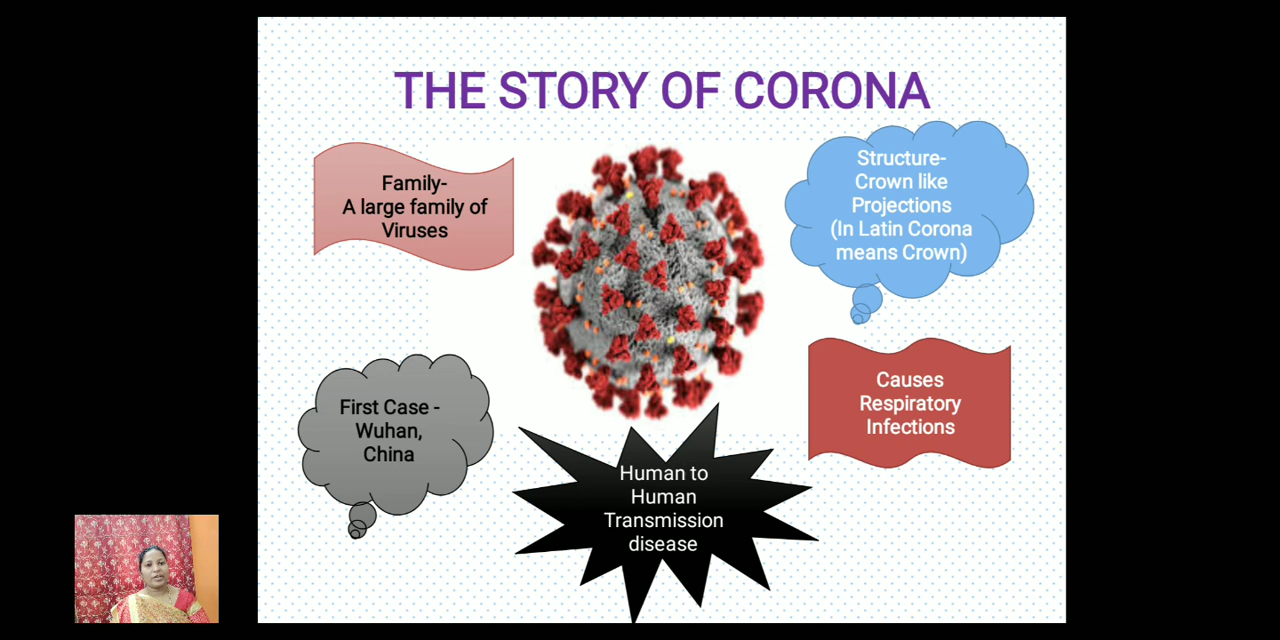 THE STORY OF CORONA
Family-
A large family of
Viruses
Structure-
Crown like
Projections
(In Latin Corona
means Crown)
First Case -
Wuhan,
China
Causes
Respiratory
Infections
Human to
Human
Transmission
disease